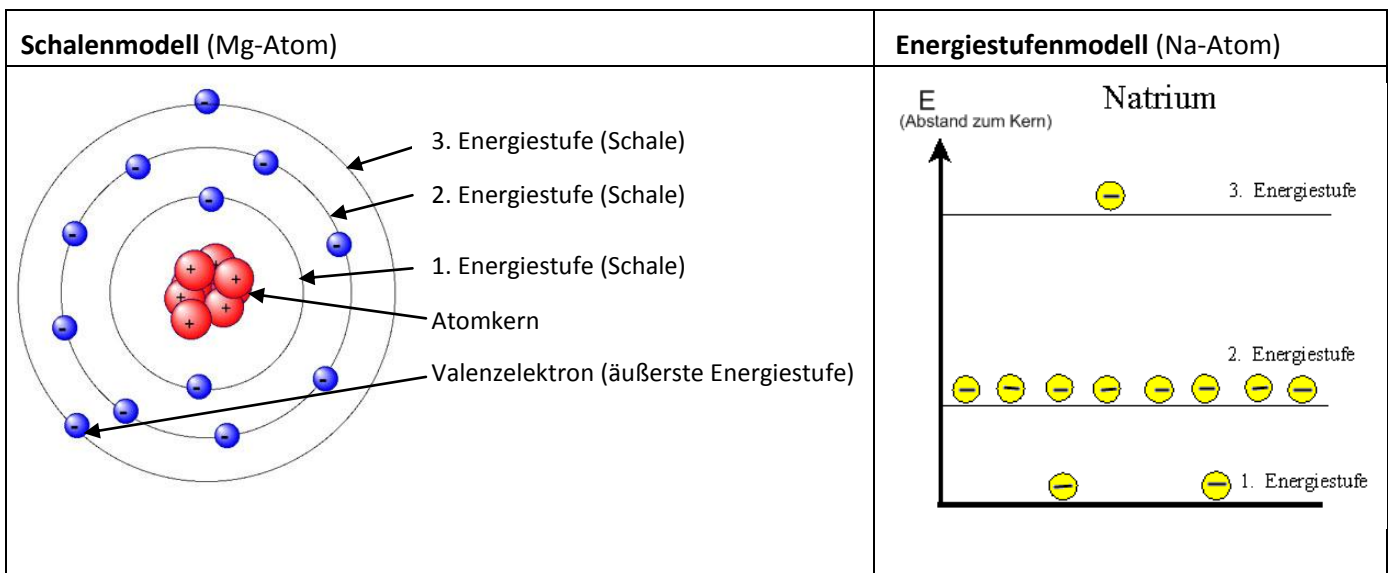 Schalenmodell (Mg-Atom)
3. Energiestufe (Schale)
2. Energiestufe (Schale)
1. Energiestufe (Schale)
Atomkern
Valenzelektron (äußerste Energiestufe)
- - - - - - - - - - - -
+ + + + + +
Energiestufenmodell (Na-Atom)
E
(Abstand zum Kern)
Natrium
3. Energiestufe
2. Energiestufe
1. Energiestufe
− − − − − − − − − − −